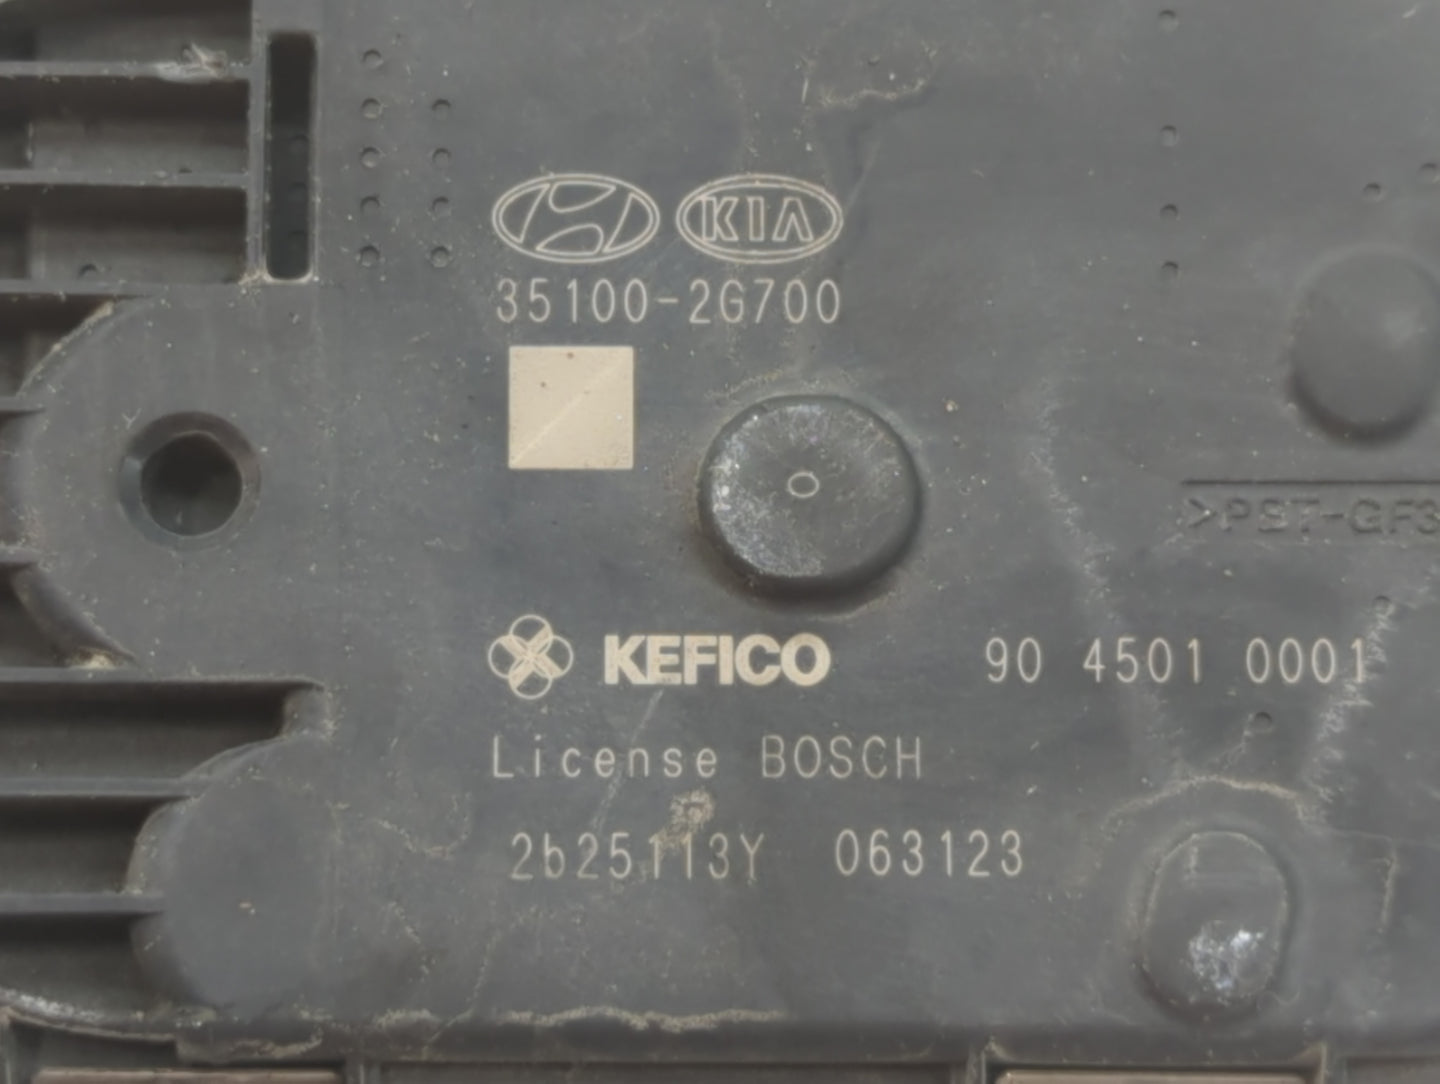 KIA
35100-2G700
>PBT-GF3
KEFICO 90 4501 0001
License BOSCH
2b25113Y 063123